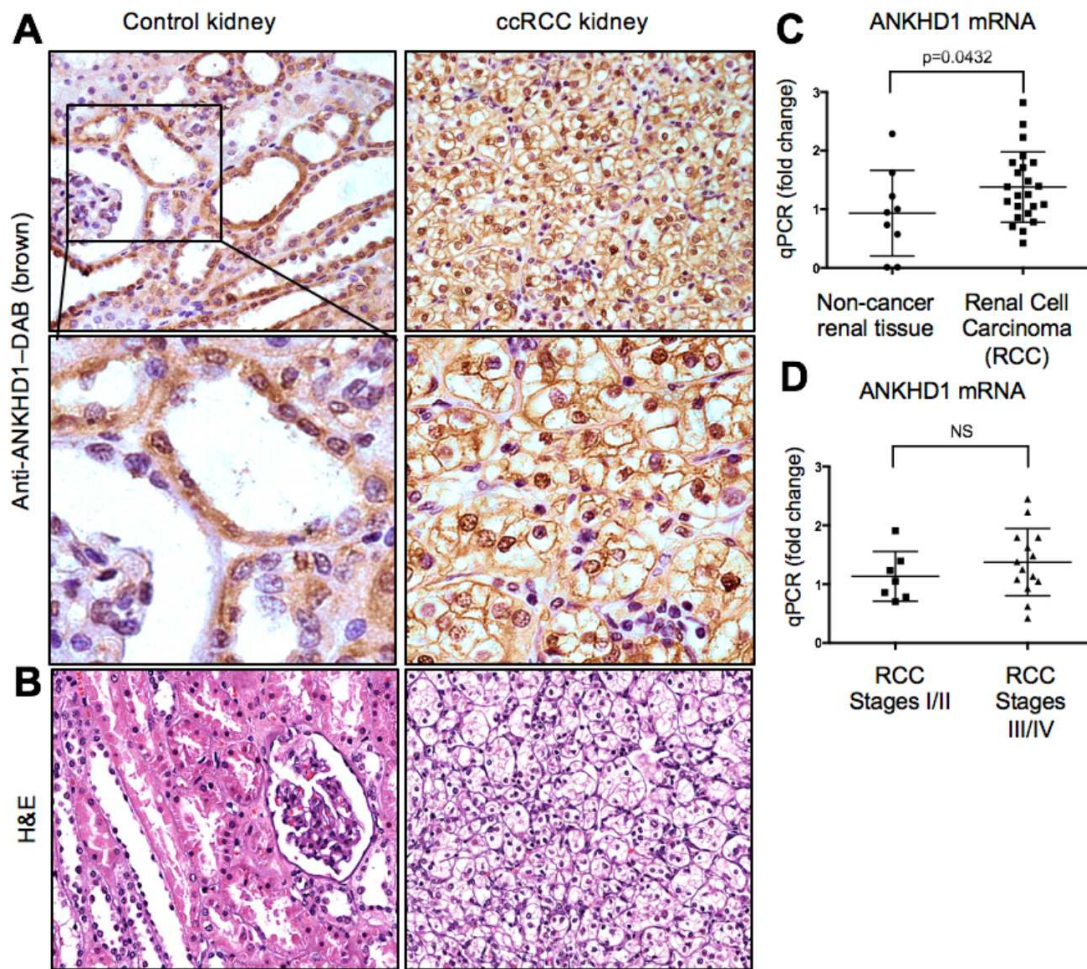 A
Control kidney
ccRCC kidney
Anti-ANKHD1–DAB (brown)
B
H&E
C
ANKHD1 mRNA
p=0.0432
qPCR (fold change)
3
2
1
0
Non-cancer
renal tissue
Renal Cell
Carcinoma
(RCC)
D
ANKHD1 mRNA
NS
qPCR (fold change)
3
2
1
0
RCC
Stages I/II
RCC
Stages
III/IV